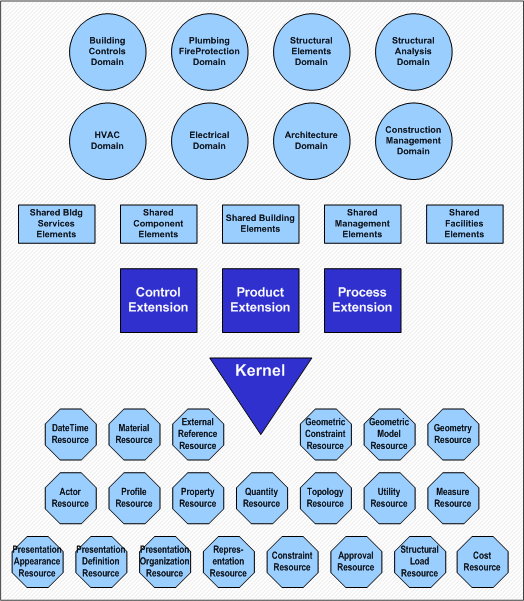 Building
Controls
Domain
Plumbing
FireProtection
Domain
Structural
Elements
Domain
Structural
Analysis
Domain
HVAC
Domain
Electrical
Domain
Architecture
Domain
Construction
Management
Domain
Shared Bldg
Services
Elements
Shared
Component
Elements
Shared Building
Elements
Shared
Management
Elements
Shared
Facilities
Elements
Control
Extension
Product
Extension
Process
Extension
Kernel
DateTime
Resource
Material
Resource
External
Reference
Resource
Geometric
Constraint
Resource
Geometric
Model
Resource
Geometry
Resource
Actor
Resource
Profile
Resource
Property
Resource
Quantity
Resource
Topology
Resource
Utility
Resource
Measure
Resource
Presentation
Appearance
Resource
Presentation
Definition
Resource
Presentation
Organization
Resource
Repres-
entation
Resource
Constraint
Resource
Approval
Resource
Structural
Load
Resource
Cost
Resource